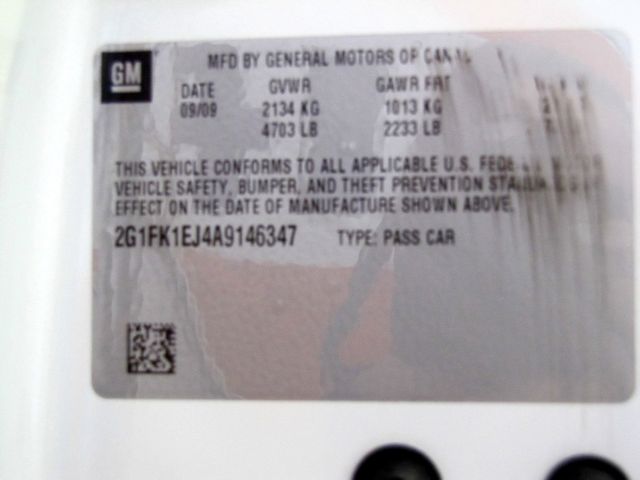 GM
MFD BY GENERAL MOTORS OF
DATE GVWR GAWR FRT
09/09 2134 KG 1013 KG
4703 LB 2233 LB
THIS VEHICLE CONFORMS TO ALL APPLICABLE U.S.
VEHICLE SAFETY, BUMPER, AND THEFT PREVENTION
EFFECT ON THE DATE OF MANUFACTURE SHOWN ABOVE.
2G1FK1EJ4A9146347 TYPE: PASS CAR